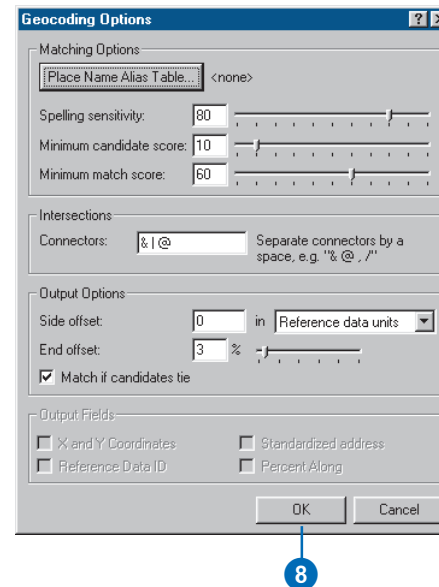 Geocoding Options
Matching Options
Place Name Alias Table... <none>
Spelling sensitivity: 80
Minimum candidate score: 10
Minimum match score: 60
Intersections
Connectors: & | @ Separate connectors by a
space, e.g. "& @ , /"
Output Options
Side offset: 0 in Reference data units
End offset: 3 %
Match if candidates tie
Output Fields
X and Y Coordinates Standardized address
Reference Data ID Percent Along
OK Cancel
8